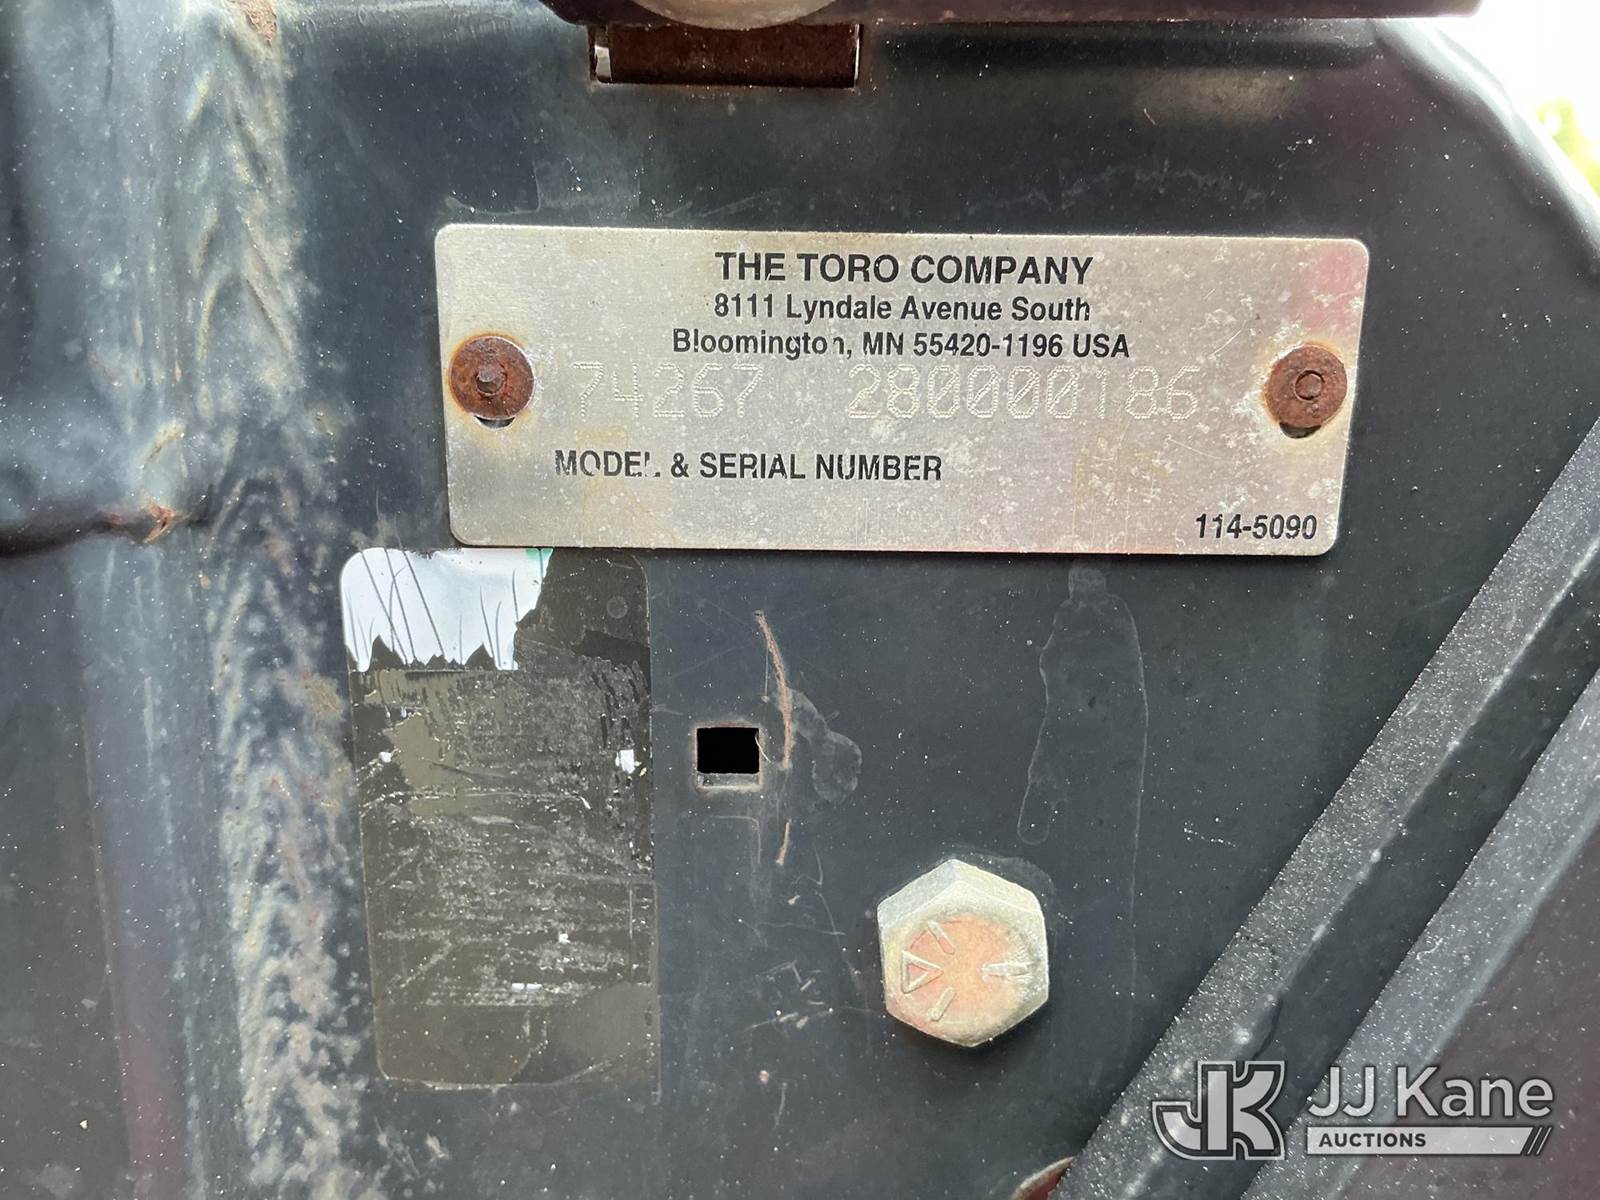 THE TORO COMPANY
8111 Lyndale Avenue South
Bloomington, MN 55420-1196 USA
74267 280000186
MODEL & SERIAL NUMBER
114-5090
JK JJ Kane
AUCTIONS